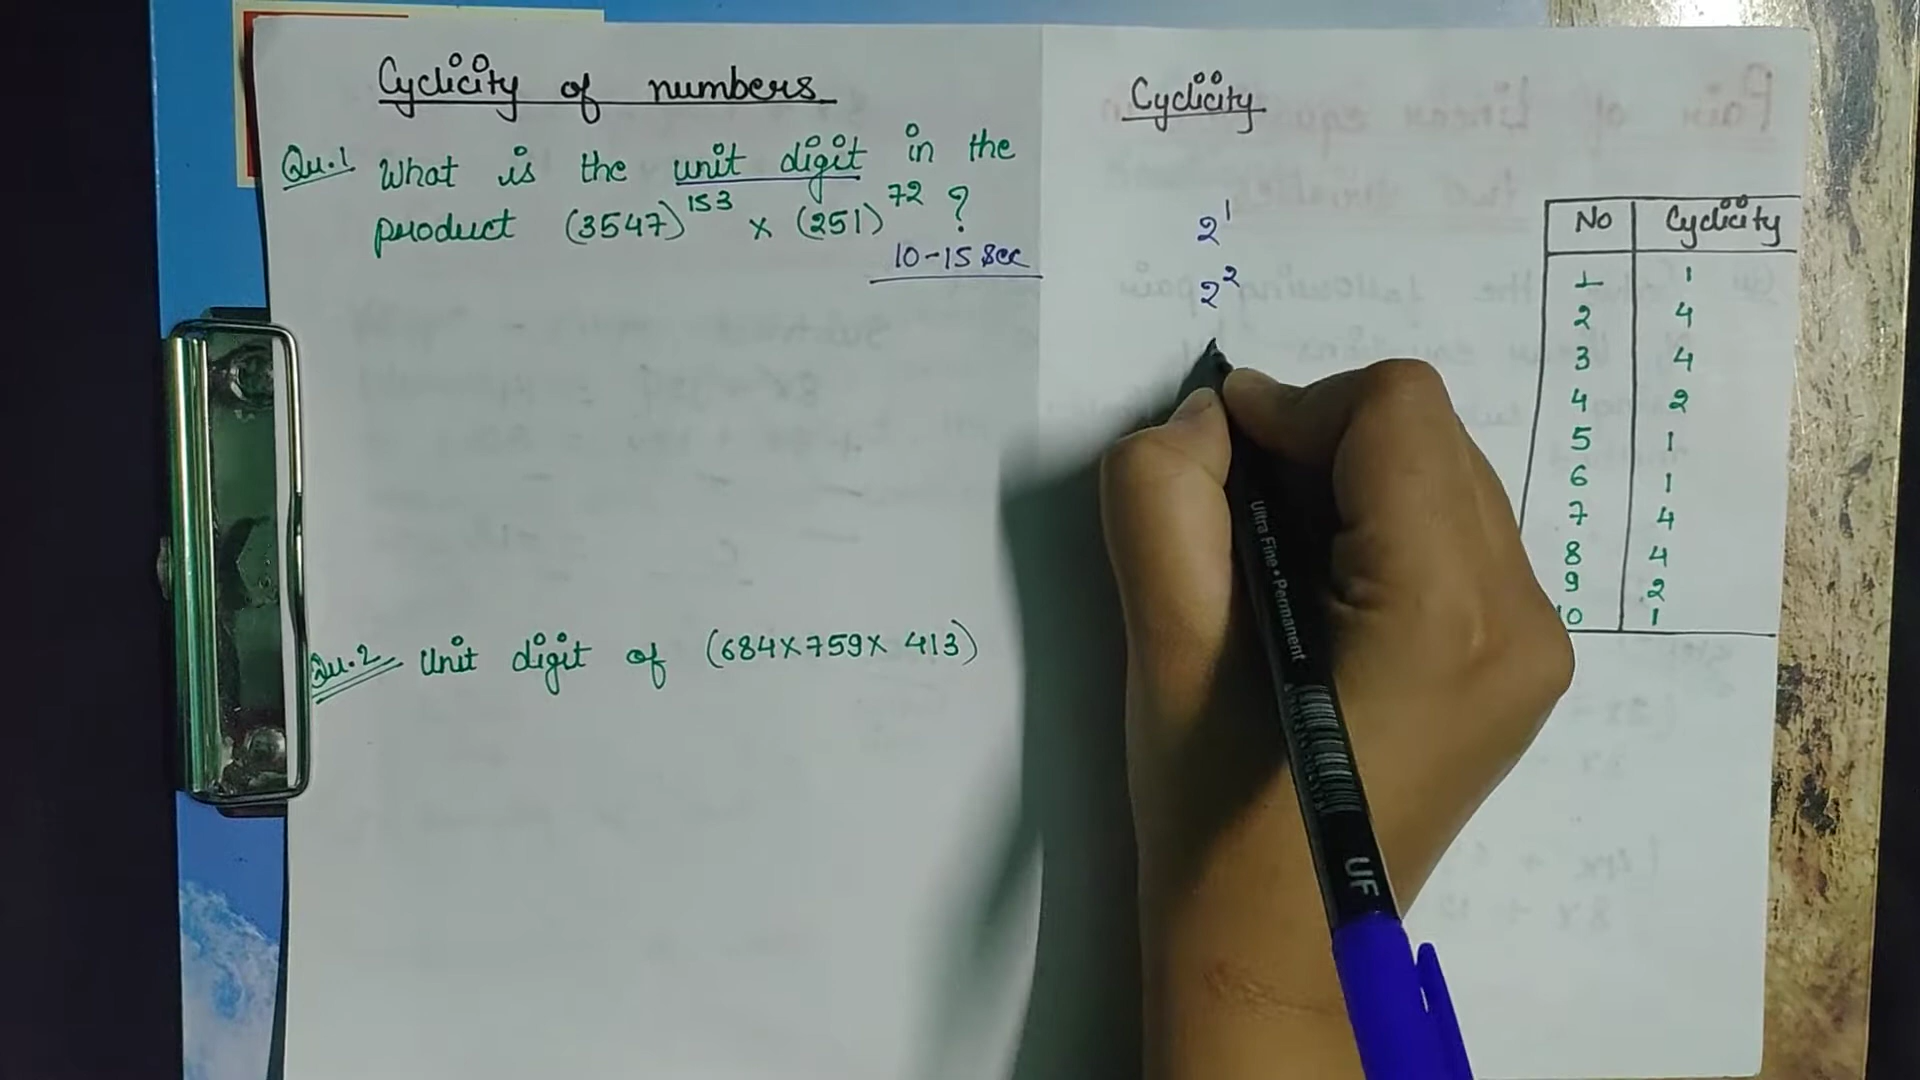 Cyclicity of numbers
Qu.1 What is the unit digit in the
product (3547)^153 x (251)^72 ?
10-15 Sec
Qu.2 Unit digit of (684x759x 413)
Cyclicity
2^1
2^2
No Cyclicity
1 1
2 4
3 4
4 2
5 1
6 1
7 4
8 4
9 2
10 1
Ultra Fine • Permanent
UF